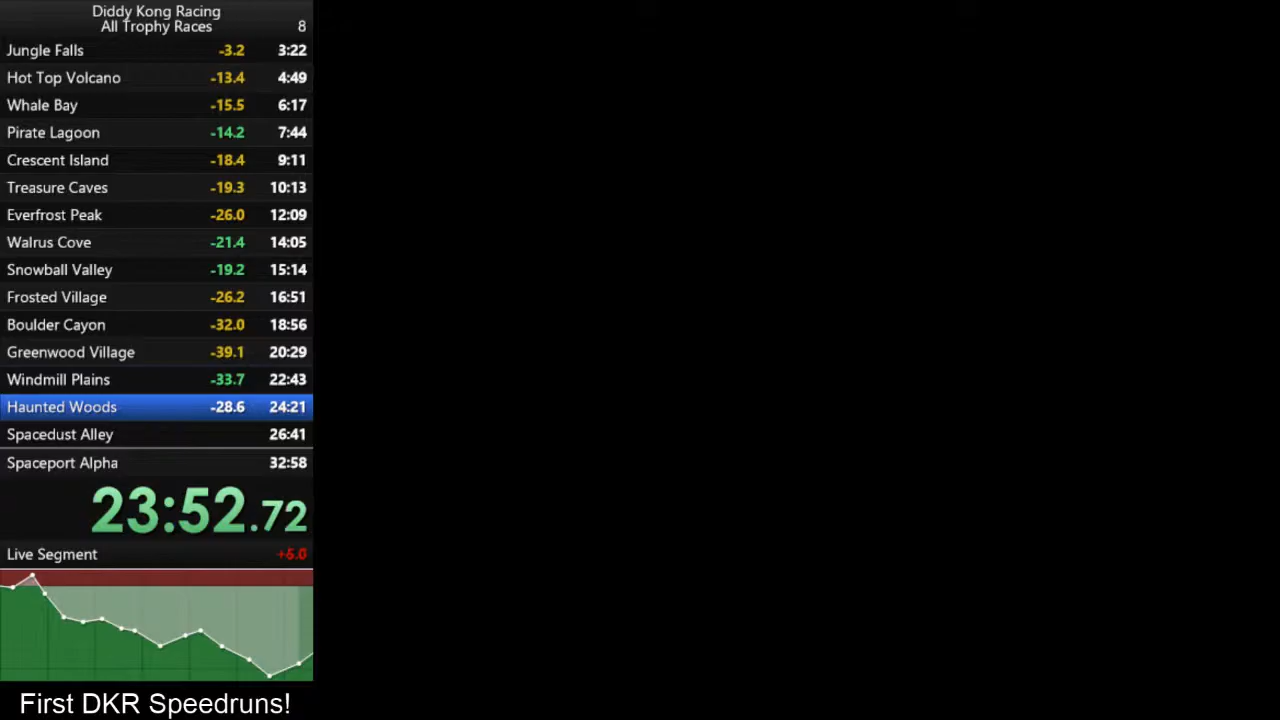 Diddy Kong Racing
All Trophy Races 8
Jungle Falls -3.2 3:22
Hot Top Volcano -13.4 4:49
Whale Bay -15.5 6:17
Pirate Lagoon -14.2 7:44
Crescent Island -18.4 9:11
Treasure Caves -19.3 10:13
Everfrost Peak -26.0 12:09
Walrus Cove -21.4 14:05
Snowball Valley -19.2 15:14
Frosted Village -26.2 16:51
Boulder Cayon -32.0 18:56
Greenwood Village -39.1 20:29
Windmill Plains -33.7 22:43
Haunted Woods -28.6 24:21
Spacedust Alley 26:41
Spaceport Alpha 32:58
23:52.72
Live Segment +5.0
First DKR Speedruns!